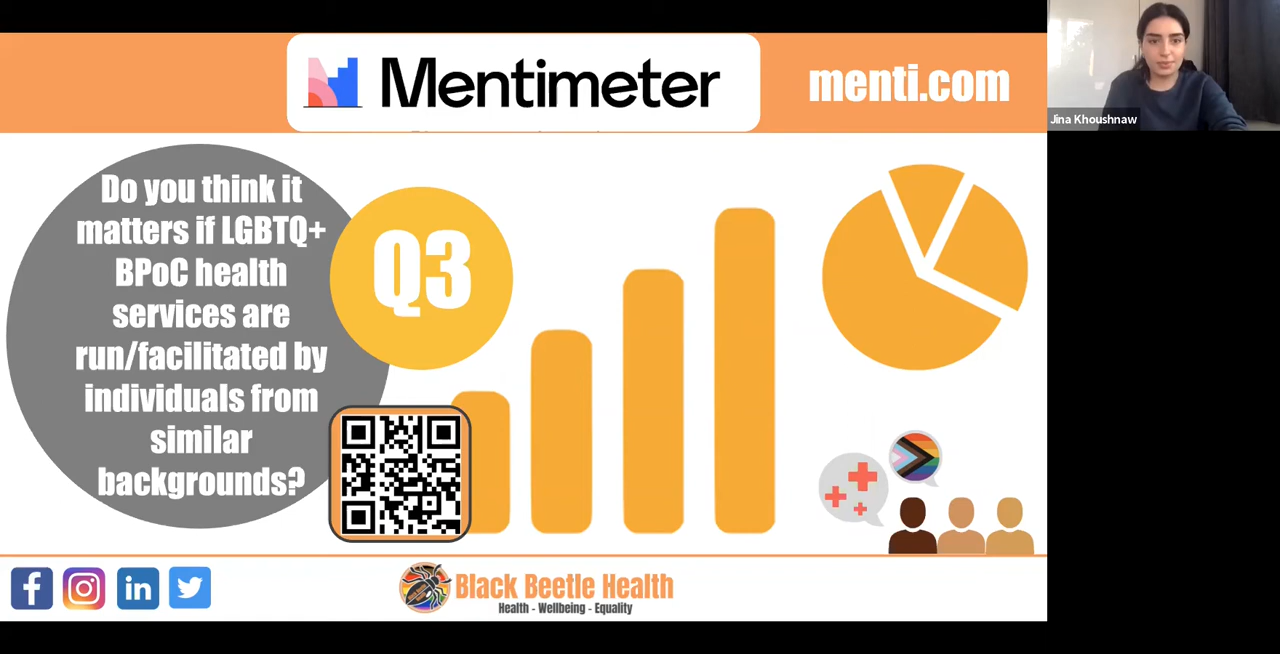 Mentimeter
menti.com
Jina Khoushnaw
Do you think it
matters if LGBTQ+
BPoC health
services are
run/facilitated by
individuals from
similar
backgrounds?
Q3
Black Beetle Health
Health - Wellbeing - Equality